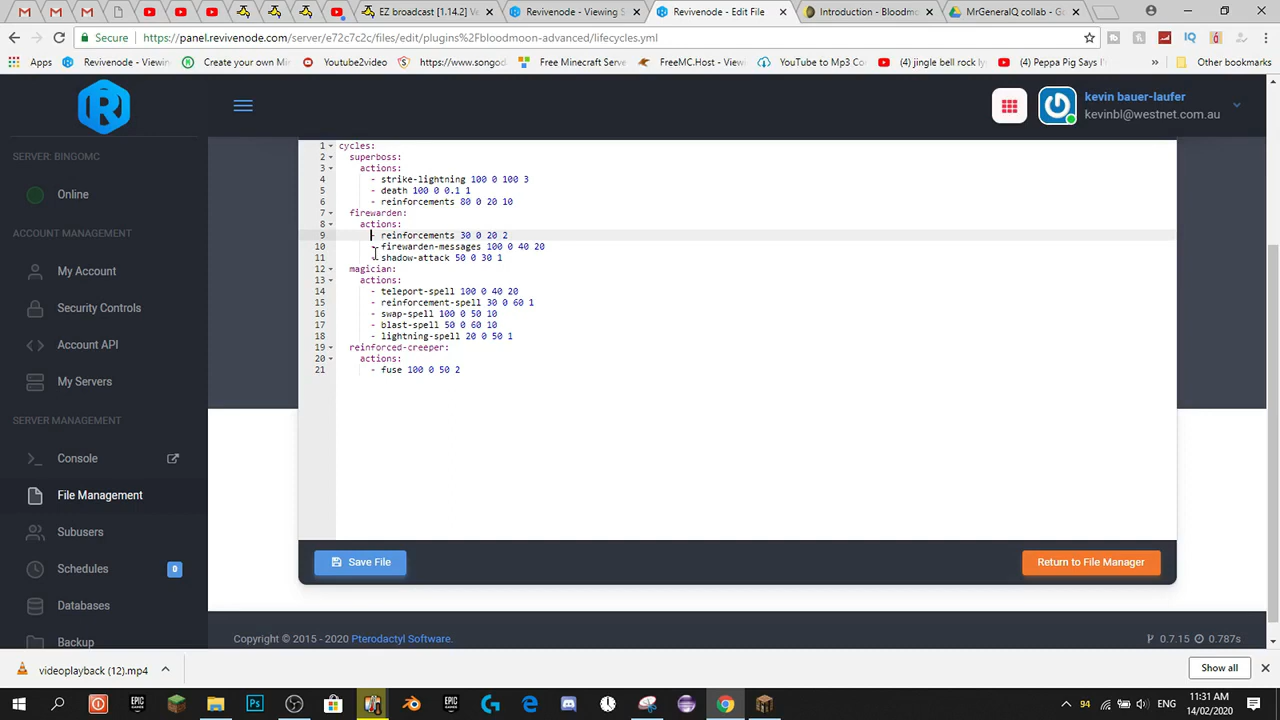 EZ broadcast [1.14.2]
Revivenode - Viewing S
Revivenode - Edit File
Introduction - Bloodmo
MrGeneralQ collab - G
Secure
https://panel.revivenode.com/server/e72c7c2c/files/edit/plugins%2Fbloodmoon-advanced/lifecycles.yml
Apps
Revivenode - Viewing
Create your own Mini
Youtube2video
https://www.songod
Free Minecraft Serve
FreeMC.Host - View
YouTube to Mp3 Co
(4) jingle bell rock ly
(4) Peppa Pig Says I'
»
Other bookmarks
kevin bauer-laufer
kevinbl@westnet.com.au
SERVER: BINGOMC
Online
ACCOUNT MANAGEMENT
My Account
Security Controls
Account API
My Servers
SERVER MANAGEMENT
Console
File Management
Subusers
Schedules
0
Databases
Backup
1 cycles:
2 superboss:
3 actions:
4 - strike-lightning 100 0 100 3
5 - death 100 0 0.1 1
6 - reinforcements 80 0 20 10
7 firewarden:
8 actions:
9 - reinforcements 30 0 20 2
10 - firewarden-messages 100 0 40 20
11 - shadow-attack 50 0 30 1
12 magician:
13 actions:
14 - teleport-spell 100 0 40 20
15 - reinforcement-spell 30 0 60 1
16 - swap-spell 100 0 50 10
17 - blast-spell 50 0 60 10
18 - lightning-spell 20 0 50 1
19 reinforced-creeper:
20 actions:
21 - fuse 100 0 50 2
Save File
Return to File Manager
Copyright © 2015 - 2020 Pterodactyl Software.
0.7.15
0.787s
videoplayback (12).mp4
Show all
EPIC GAMES
Ps
EPIC GAMES
94
ENG
11:31 AM
14/02/2020